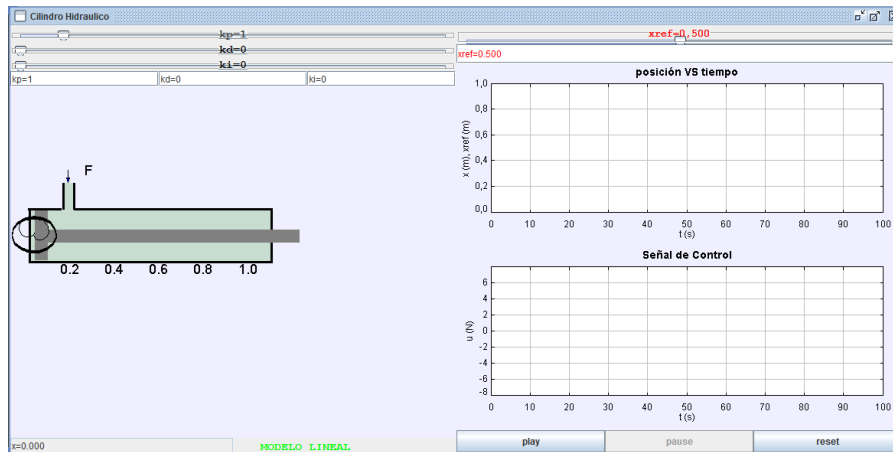 Cilindro Hidraulico
kp=1
kd=0
ki=0
kp=1 kd=0 ki=0
F
0.2 0.4 0.6 0.8 1.0
x=0.000
MODELO LINEAL
xref=0,500
xref=0.500
posición VS tiempo
x (m), xref (m)
1,0
0,8
0,6
0,4
0,2
0,0
0 10 20 30 40 50 60 70 80 90 100
t (s)
Señal de Control
u (N)
6
4
2
0
-2
-4
-6
-8
0 10 20 30 40 50 60 70 80 90 100
t (s)
play pause reset